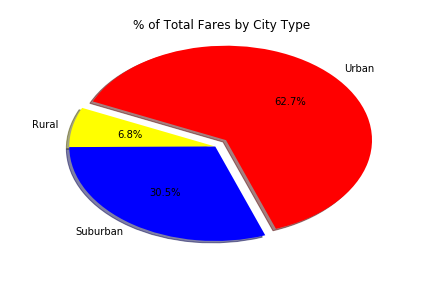 % of Total Fares by City Type
Urban
62.7%
Rural
6.8%
30.5%
Suburban